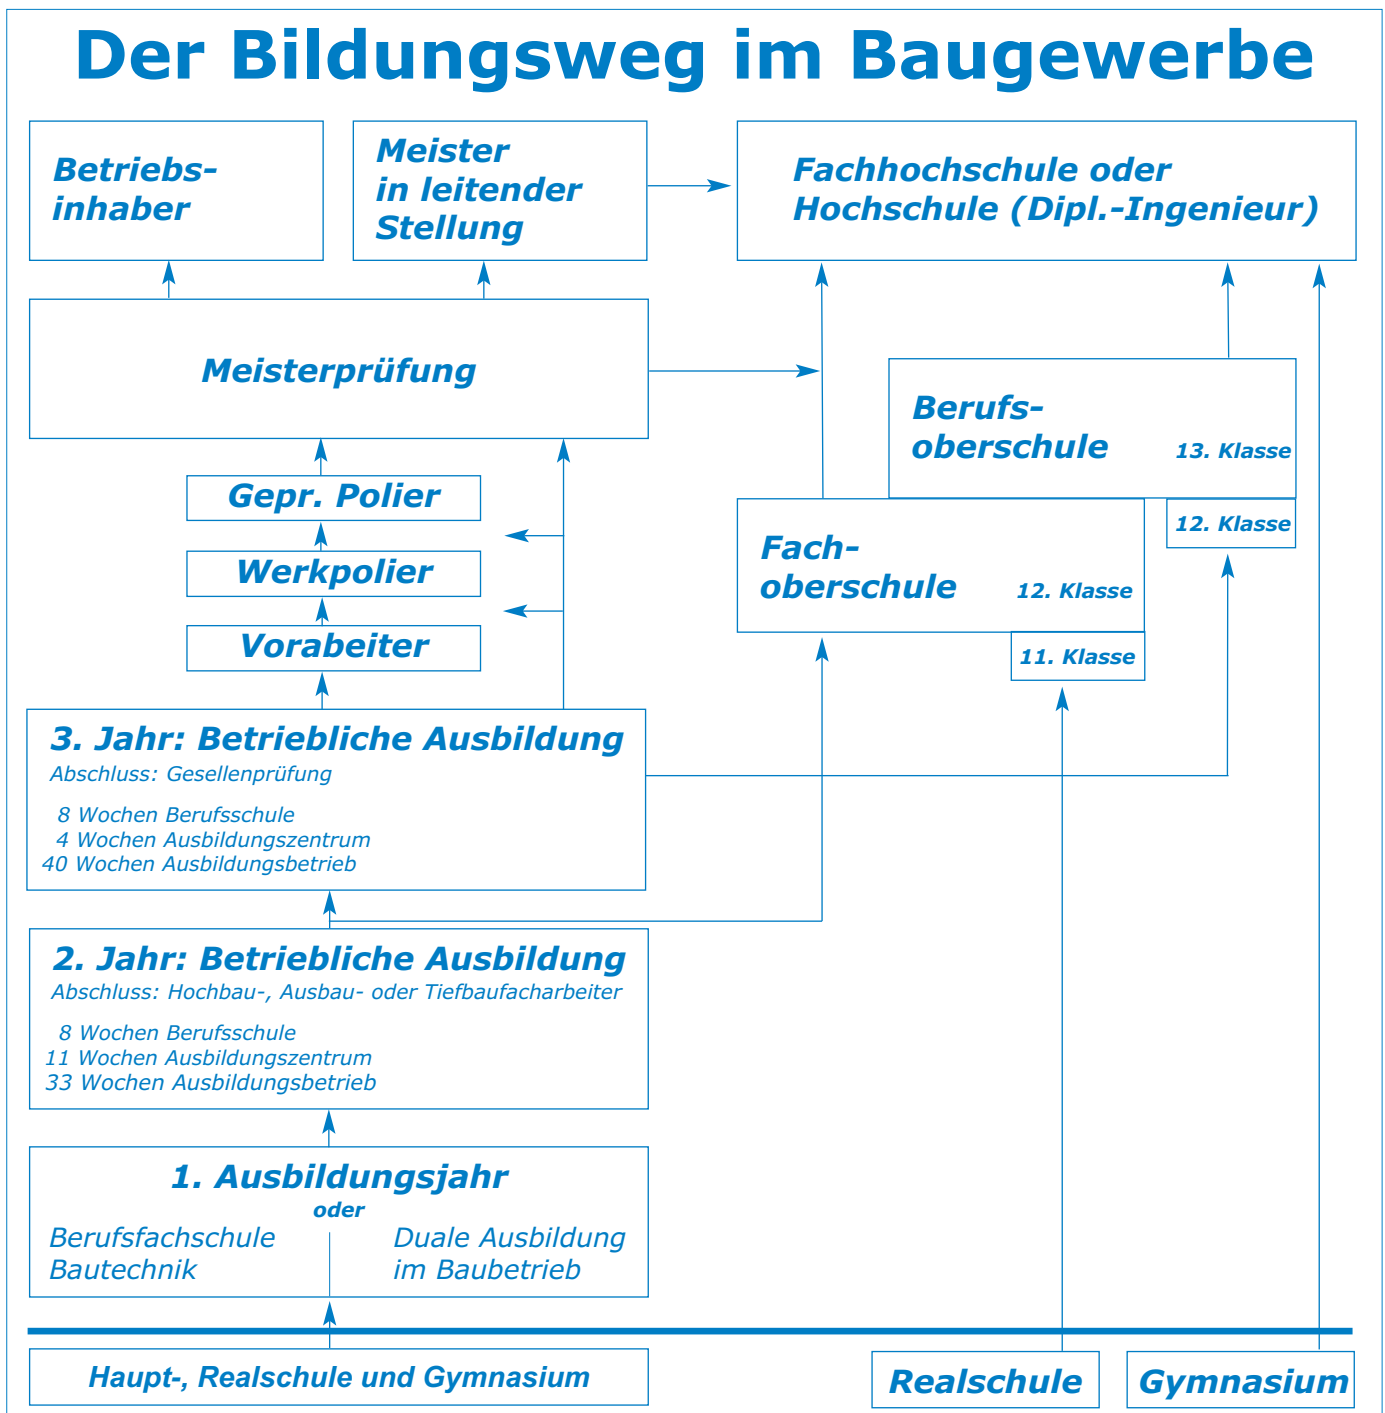 Der Bildungsweg im Baugewerbe
Betriebs-
inhaber
Meister
in leitender
Stellung
Fachhochschule oder
Hochschule (Dipl.-Ingenieur)
Meisterprüfung
Berufs-
oberschule
13. Klasse
12. Klasse
Gepr. Polier
Werkpolier
Vorabeiter
Fach-
oberschule
12. Klasse
11. Klasse
3. Jahr: Betriebliche Ausbildung
Abschluss: Gesellenprüfung
8 Wochen Berufsschule
4 Wochen Ausbildungszentrum
40 Wochen Ausbildungsbetrieb
2. Jahr: Betriebliche Ausbildung
Abschluss: Hochbau-, Ausbau- oder Tiefbaufacharbeiter
8 Wochen Berufsschule
11 Wochen Ausbildungszentrum
33 Wochen Ausbildungsbetrieb
1. Ausbildungsjahr
oder
Berufsfachschule
Bautechnik
Duale Ausbildung
im Baubetrieb
Haupt-, Realschule und Gymnasium
Realschule
Gymnasium